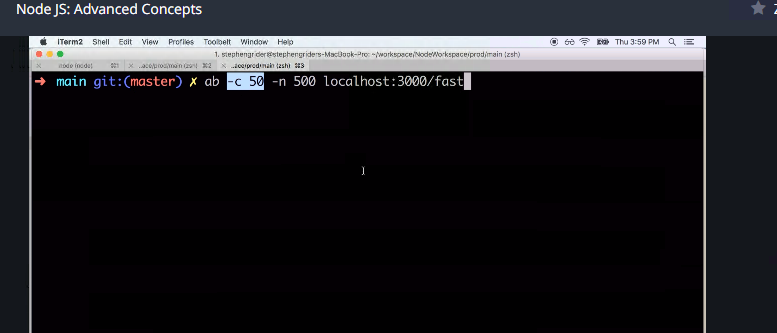 Node JS: Advanced Concepts
iTerm2 Shell Edit View Profiles Toolbelt Window Help Thu 3:59 PM
1. stephengrider@stephengriders-MacBook-Pro: ~/workspace/NodeWorkspace/prod/main (zsh)
× node (node) ⌘1 × ..ace/prod/main (zsh) ⌘2 × ..ace/prod/main (zsh) ⌘3
→ main git:(master) ✗ ab -c 50 -n 500 localhost:3000/fast